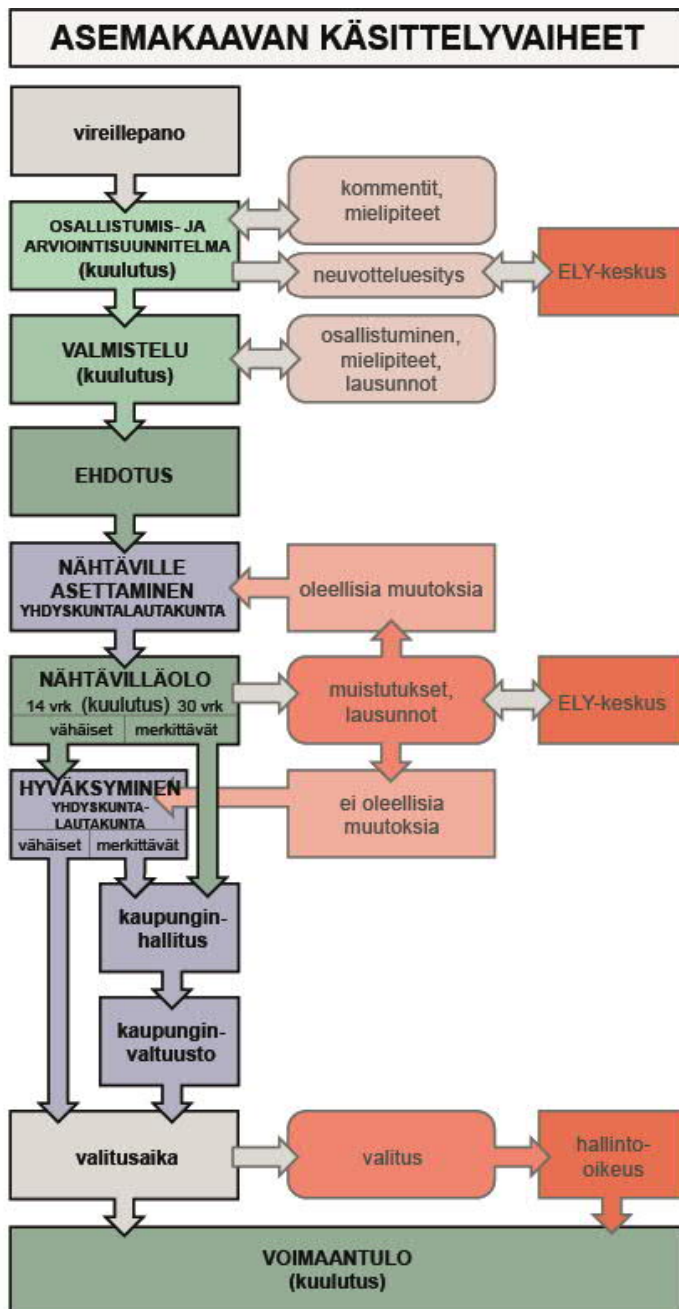 ASEMAKAAVAN KÄSITTELYVAIHEET
vireillepano
kommentit,
mielipiteet
OSALLISTUMIS- JA
ARVIOINTISUUNNITELMA
(kuulutus)
neuvotteluesitys
ELY-keskus
VALMISTELU
(kuulutus)
osallistuminen,
mielipiteet,
lausunnot
EHDOTUS
NÄHTÄVILLE
ASETTAMINEN
YHDYSKUNTALAUTAKUNTA
oleellisia muutoksia
NÄHTÄVILLÄOLO
14 vrk (kuulutus) 30 vrk
vähäiset merkittävät
muistutukset,
lausunnot
ELY-keskus
HYVÄKSYMINEN
YHDYSKUNTA-
LAUTAKUNTA
vähäiset merkittävät
ei oleellisia
muutoksia
kaupungin-
hallitus
kaupungin-
valtuusto
valitusaika
valitus
hallinto-
oikeus
VOIMAANTULO
(kuulutus)